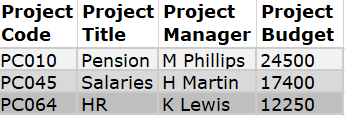 Project Code Project Title Project Manager Project Budget
PC010 Pension M Phillips 24500
PC045 Salaries H Martin 17400
PC064 HR K Lewis 12250